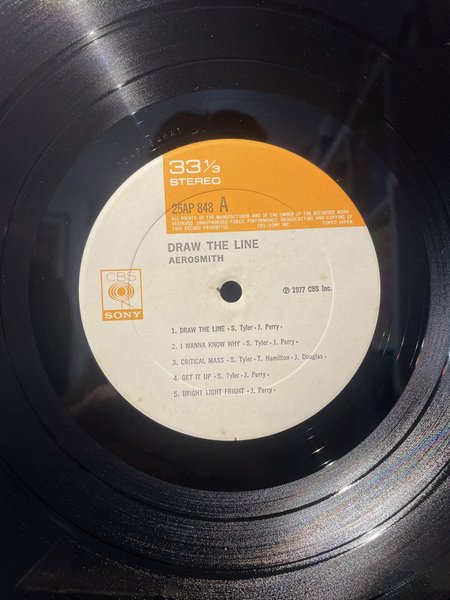 33 1/3
STEREO
25AP 848 A
ALL RIGHTS OF THE MANUFACTURER AND OF THE OWNER OF THE RECORDED WORK
RESERVED. UNAUTHORIZED PUBLIC PERFORMANCE, BROADCASTING AND COPYING OF
THIS RECORD PROHIBITED CBS/SONY INC. TOKYO JAPAN
DRAW THE LINE
AEROSMITH
CBS
SONY
℗ 1977 CBS Inc.
1. DRAW THE LINE - S. Tyler - J. Perry -
2. I WANNA KNOW WHY - S. Tyler - J. Perry -
3. CRITICAL MASS - S. Tyler - T. Hamilton - J. Douglas -
4. GET IT UP - S. Tyler - J. Perry -
5. BRIGHT LIGHT FRIGHT - J. Perry -